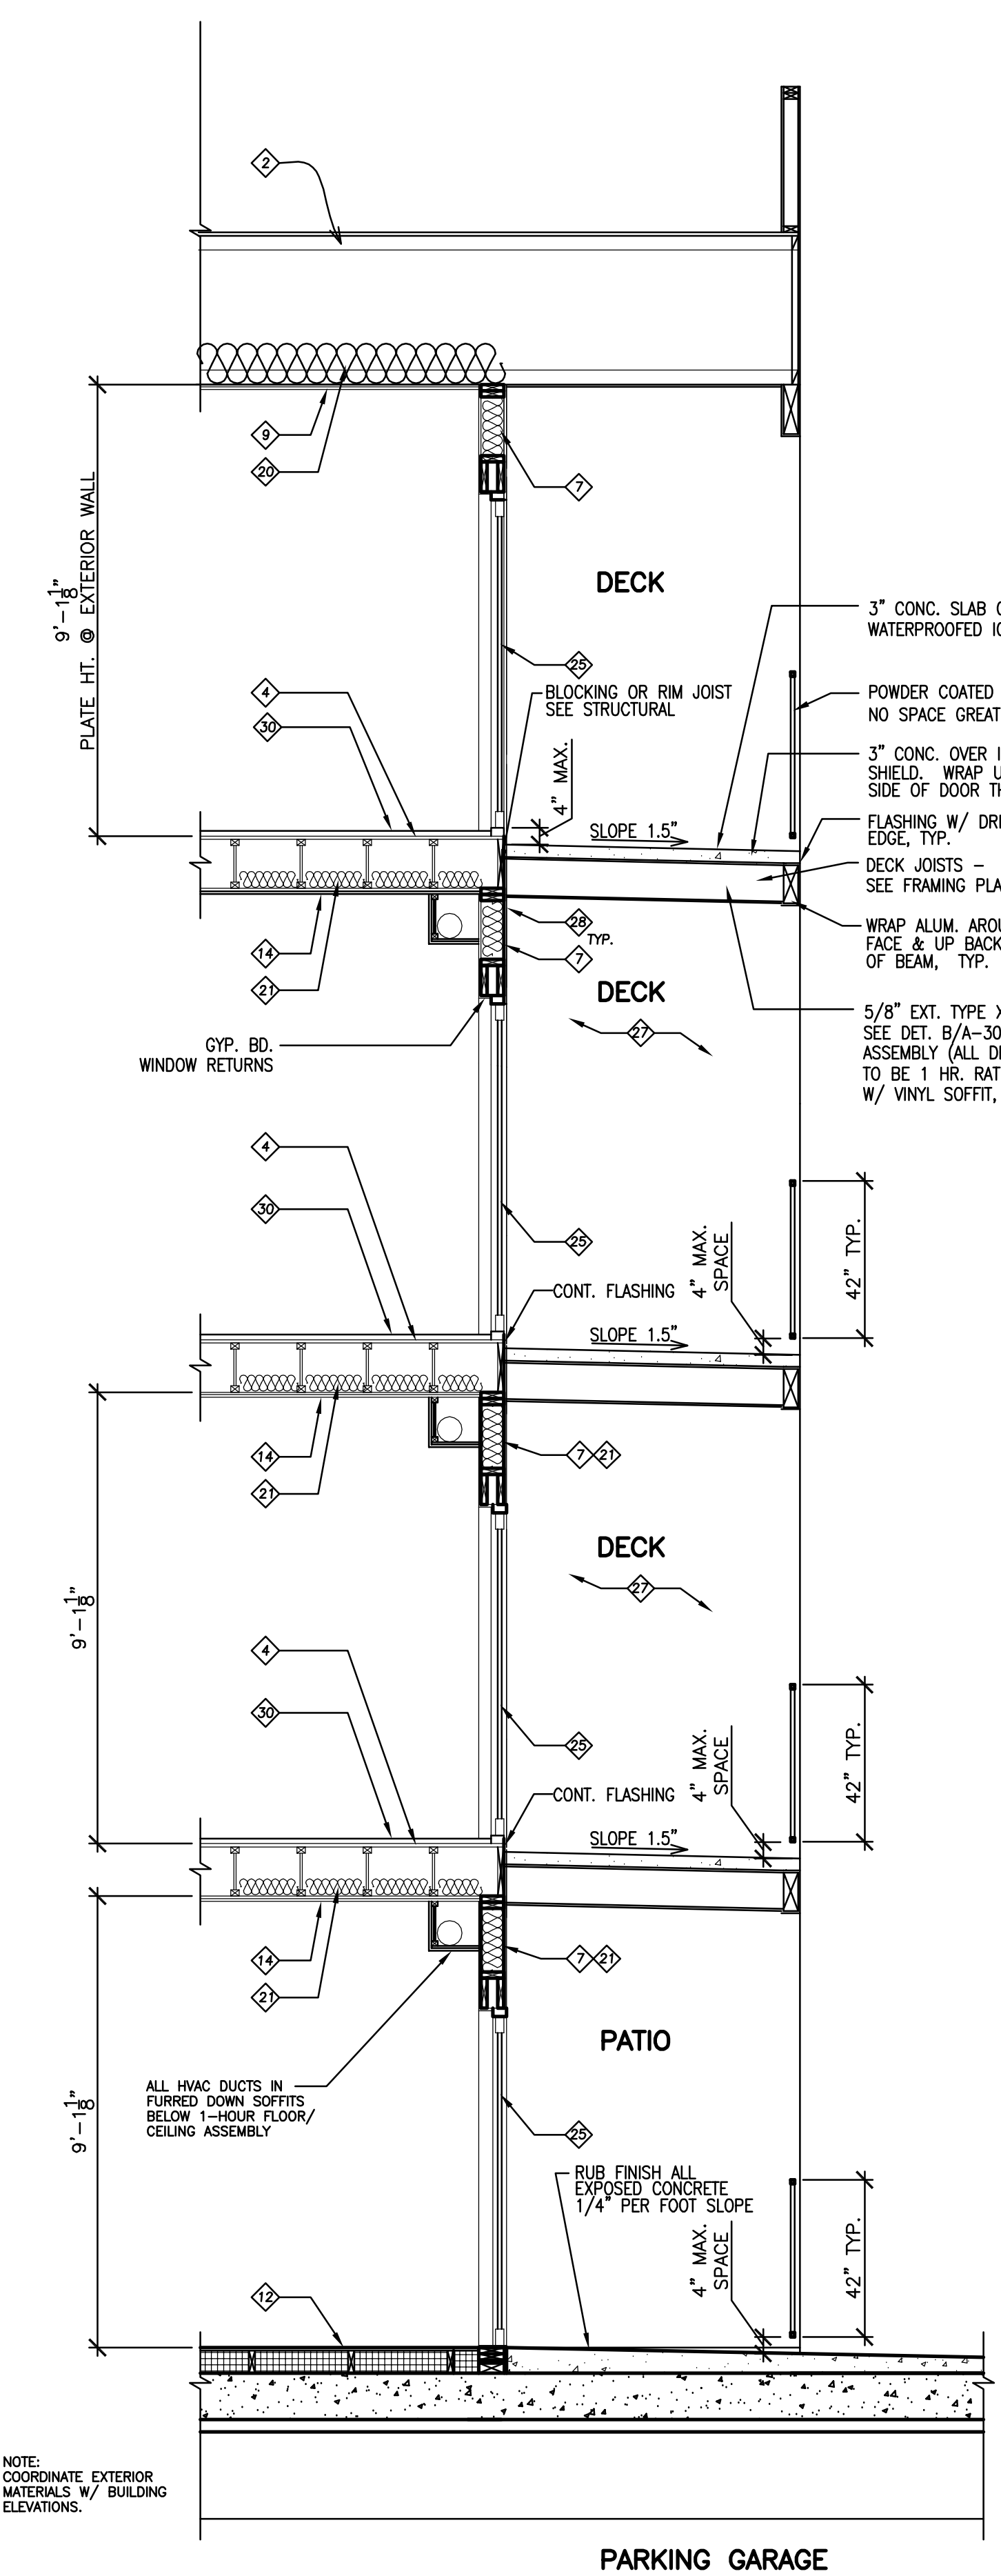 2
9
20
7
9'-1 1/8"
PLATE HT. @ EXTERIOR WALL
DECK
3" CONC. SLAB
WATERPROOFED
25
4
30
BLOCKING OR RIM JOIST
SEE STRUCTURAL
4" MAX.
POWDER COATED
NO SPACE
3" CONC. OVER
SHIELD. WRAP
SIDE OF DOOR
SLOPE 1.5"
FLASHING W/
EDGE, TYP.
DECK JOISTS –
SEE FRAMING
WRAP ALUM.
FACE & UP BACK
OF BEAM, TYP.
14
21
28
TYP.
7
DECK
27
5/8" EXT. TYPE X
SEE DET. B/A-30
ASSEMBLY (ALL
TO BE 1 HR.
W/ VINYL SOFFIT,
GYP. BD.
WINDOW RETURNS
4
30
25
4" MAX.
SPACE
42" TYP.
CONT. FLASHING
SLOPE 1.5"
14
21
7 21
DECK
27
9'-1 1/8"
4
30
25
4" MAX.
SPACE
42" TYP.
CONT. FLASHING
SLOPE 1.5"
14
21
7 21
PATIO
9'-1 1/8"
ALL HVAC DUCTS IN
FURRED DOWN SOFFITS
BELOW 1-HOUR FLOOR/
CEILING ASSEMBLY
25
RUB FINISH ALL
EXPOSED CONCRETE
1/4" PER FOOT SLOPE
4" MAX.
SPACE
42" TYP.
12
NOTE:
COORDINATE EXTERIOR
MATERIALS W/ BUILDING
ELEVATIONS.
PARKING GARAGE